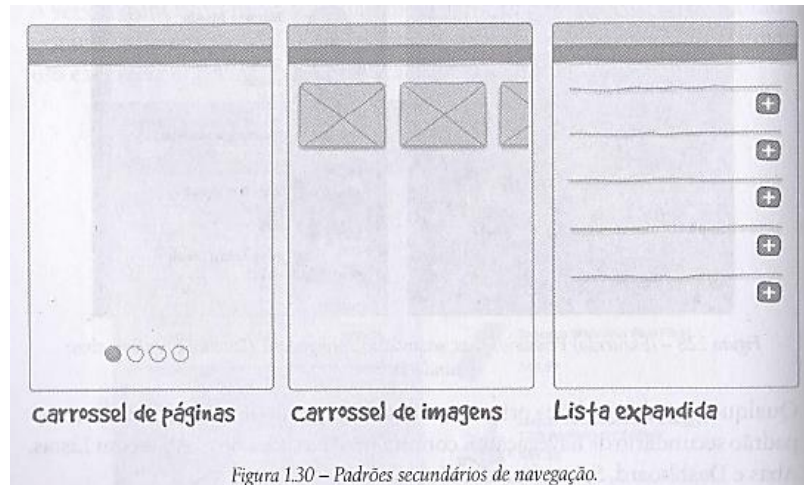 Carrossel de páginas
Carrossel de imagens
Lista expandida
Figura 1.30 – Padrões secundários de navegação.